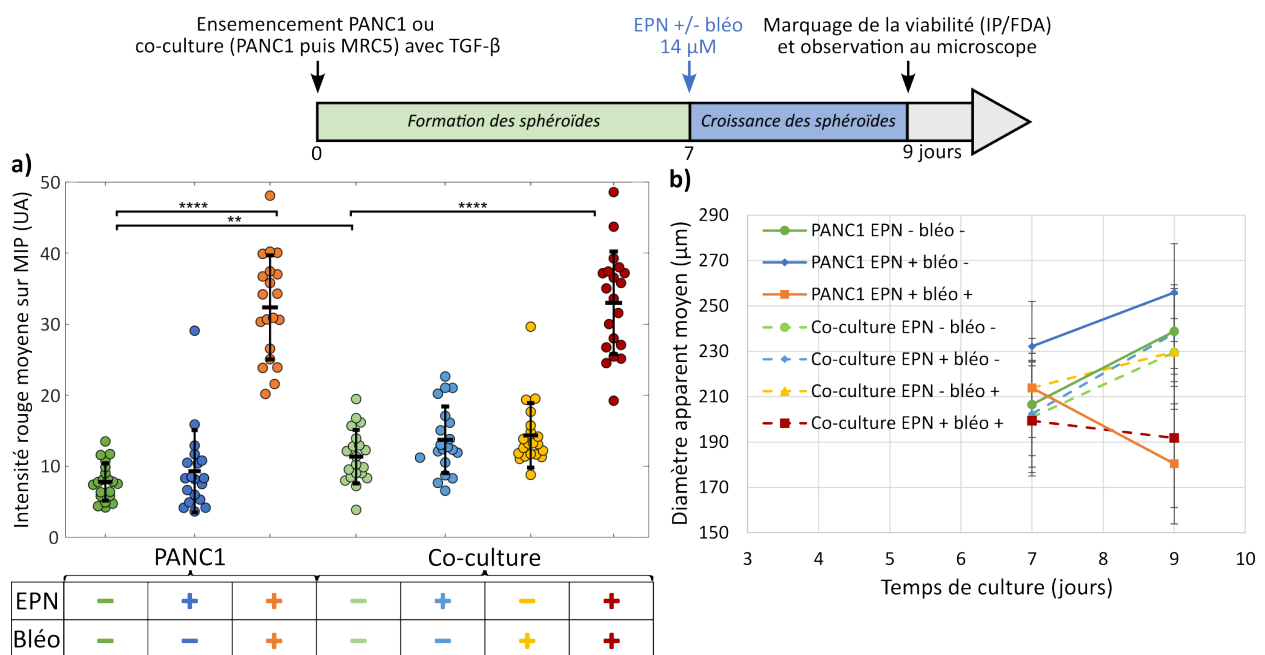 Ensemencement PANC1 ou
co-culture (PANC1 puis MRC5) avec TGF-β
EPN +/- bléo
14 µM
Marquage de la viabilité (IP/FDA)
et observation au microscope
Formation des sphéroïdes
Croissance des sphéroïdes
0
7
9 jours
a)
Intensité rouge moyenne sur MIP (UA)
50
40
30
20
10
0
****
**
****
PANC1
Co-culture
EPN − + + − + − +
Bléo − − + − − + +
b)
Diamètre apparent moyen (µm)
290
270
250
230
210
190
170
150
PANC1 EPN - bléo -
PANC1 EPN + bléo -
PANC1 EPN + bléo +
Co-culture EPN - bléo -
Co-culture EPN + bléo -
Co-culture EPN - bléo +
Co-culture EPN + bléo +
3 4 5 6 7 8 9 10
Temps de culture (jours)